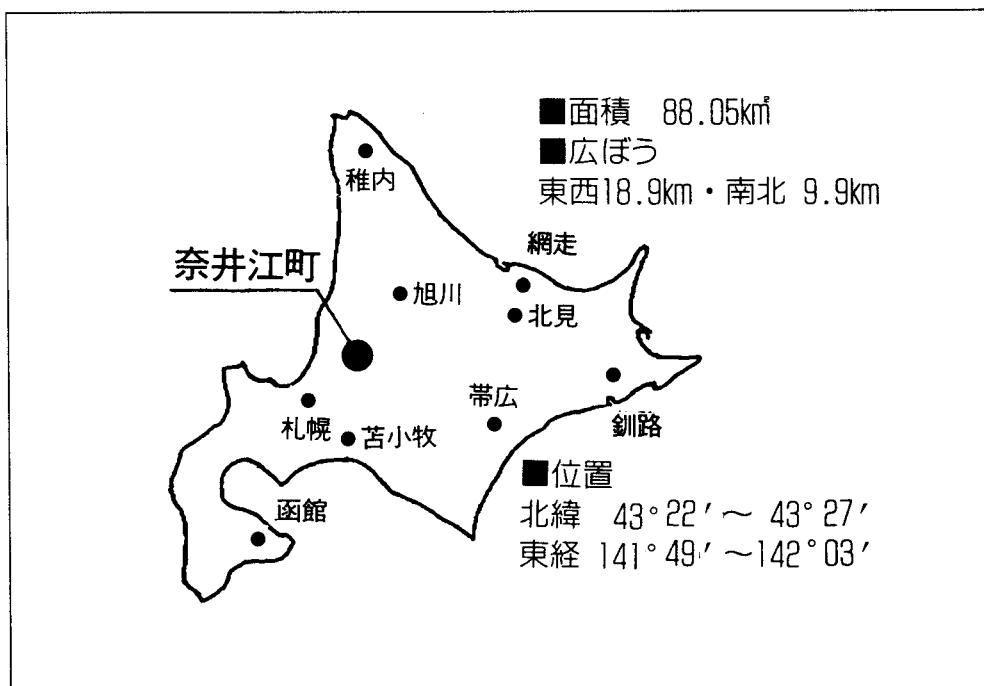 ■面積 88.05km²
■広ぼう
東西18.9km・南北 9.9km
稚内
網走
奈井江町
旭川
北見
帯広
釧路
札幌
苫小牧
函館
■位置
北緯 43°22′～ 43°27′
東経 141°49′～142°03′